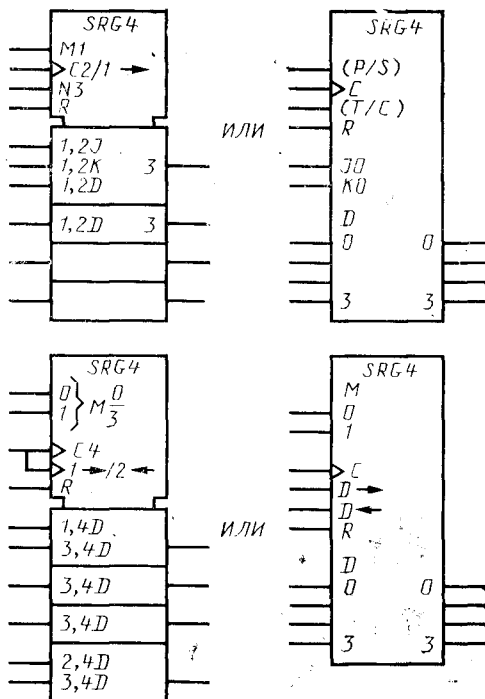 SRG4
M1
C2/1 →
N3
R
1,2J
1,2K 3
1,2D
1,2D 3
ИЛИ
SRG4
(P/S)
C
(T/C)
R
J0
K0
D
0 0
3 3
SRG4
0
1 } M 0/3
C4
1 →/2 ←
R
1,4D
3,4D
3,4D
3,4D
2,4D
3,4D
ИЛИ
SRG4
M
0
1
C
D →
D ←
R
D
0 0
3 3